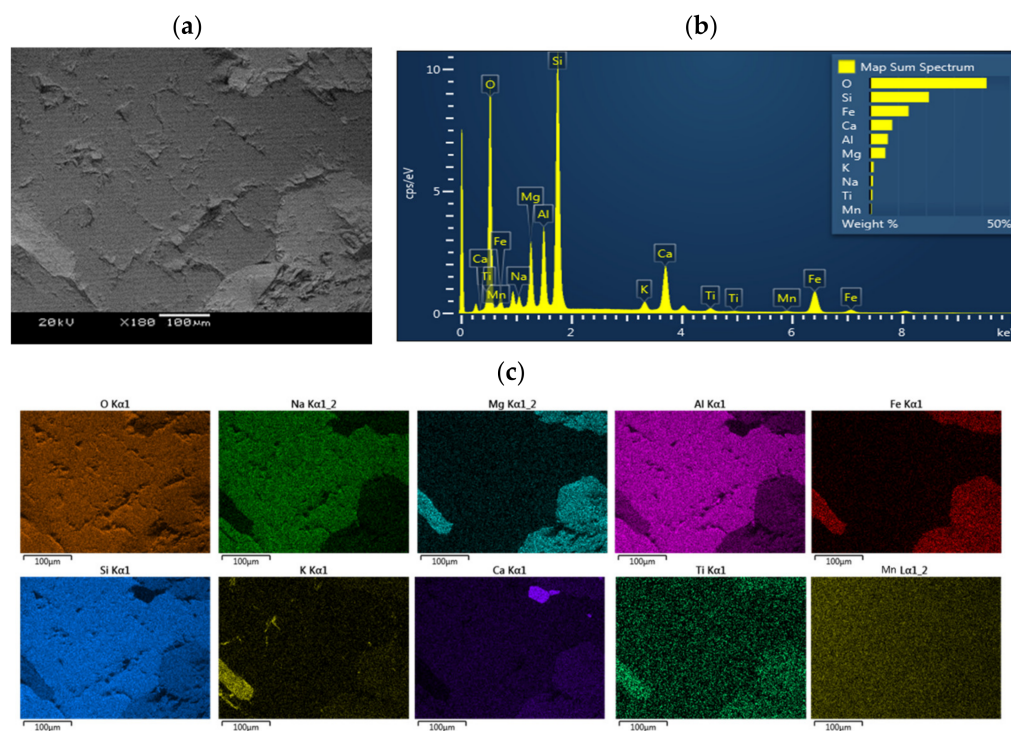 (a)
(b)
20kV X180 100μm
10
5
0
cps/eV
O
Si
Mg
Al
Fe
Ca
Ti
Mn
Na
K
Ca
Ti
Ti
Mn
Fe
Fe
0 2 4 6 8 keV
Map Sum Spectrum
O
Si
Fe
Ca
Al
Mg
K
Na
Ti
Mn
Weight % 50%
(c)
O Kα1 Na Kα1_2 Mg Kα1_2 Al Kα1 Fe Kα1
100μm 100μm 100μm 100μm 100μm
Si Kα1 K Kα1 Ca Kα1 Ti Kα1 Mn Lα1_2
100μm 100μm 100μm 100μm 100μm